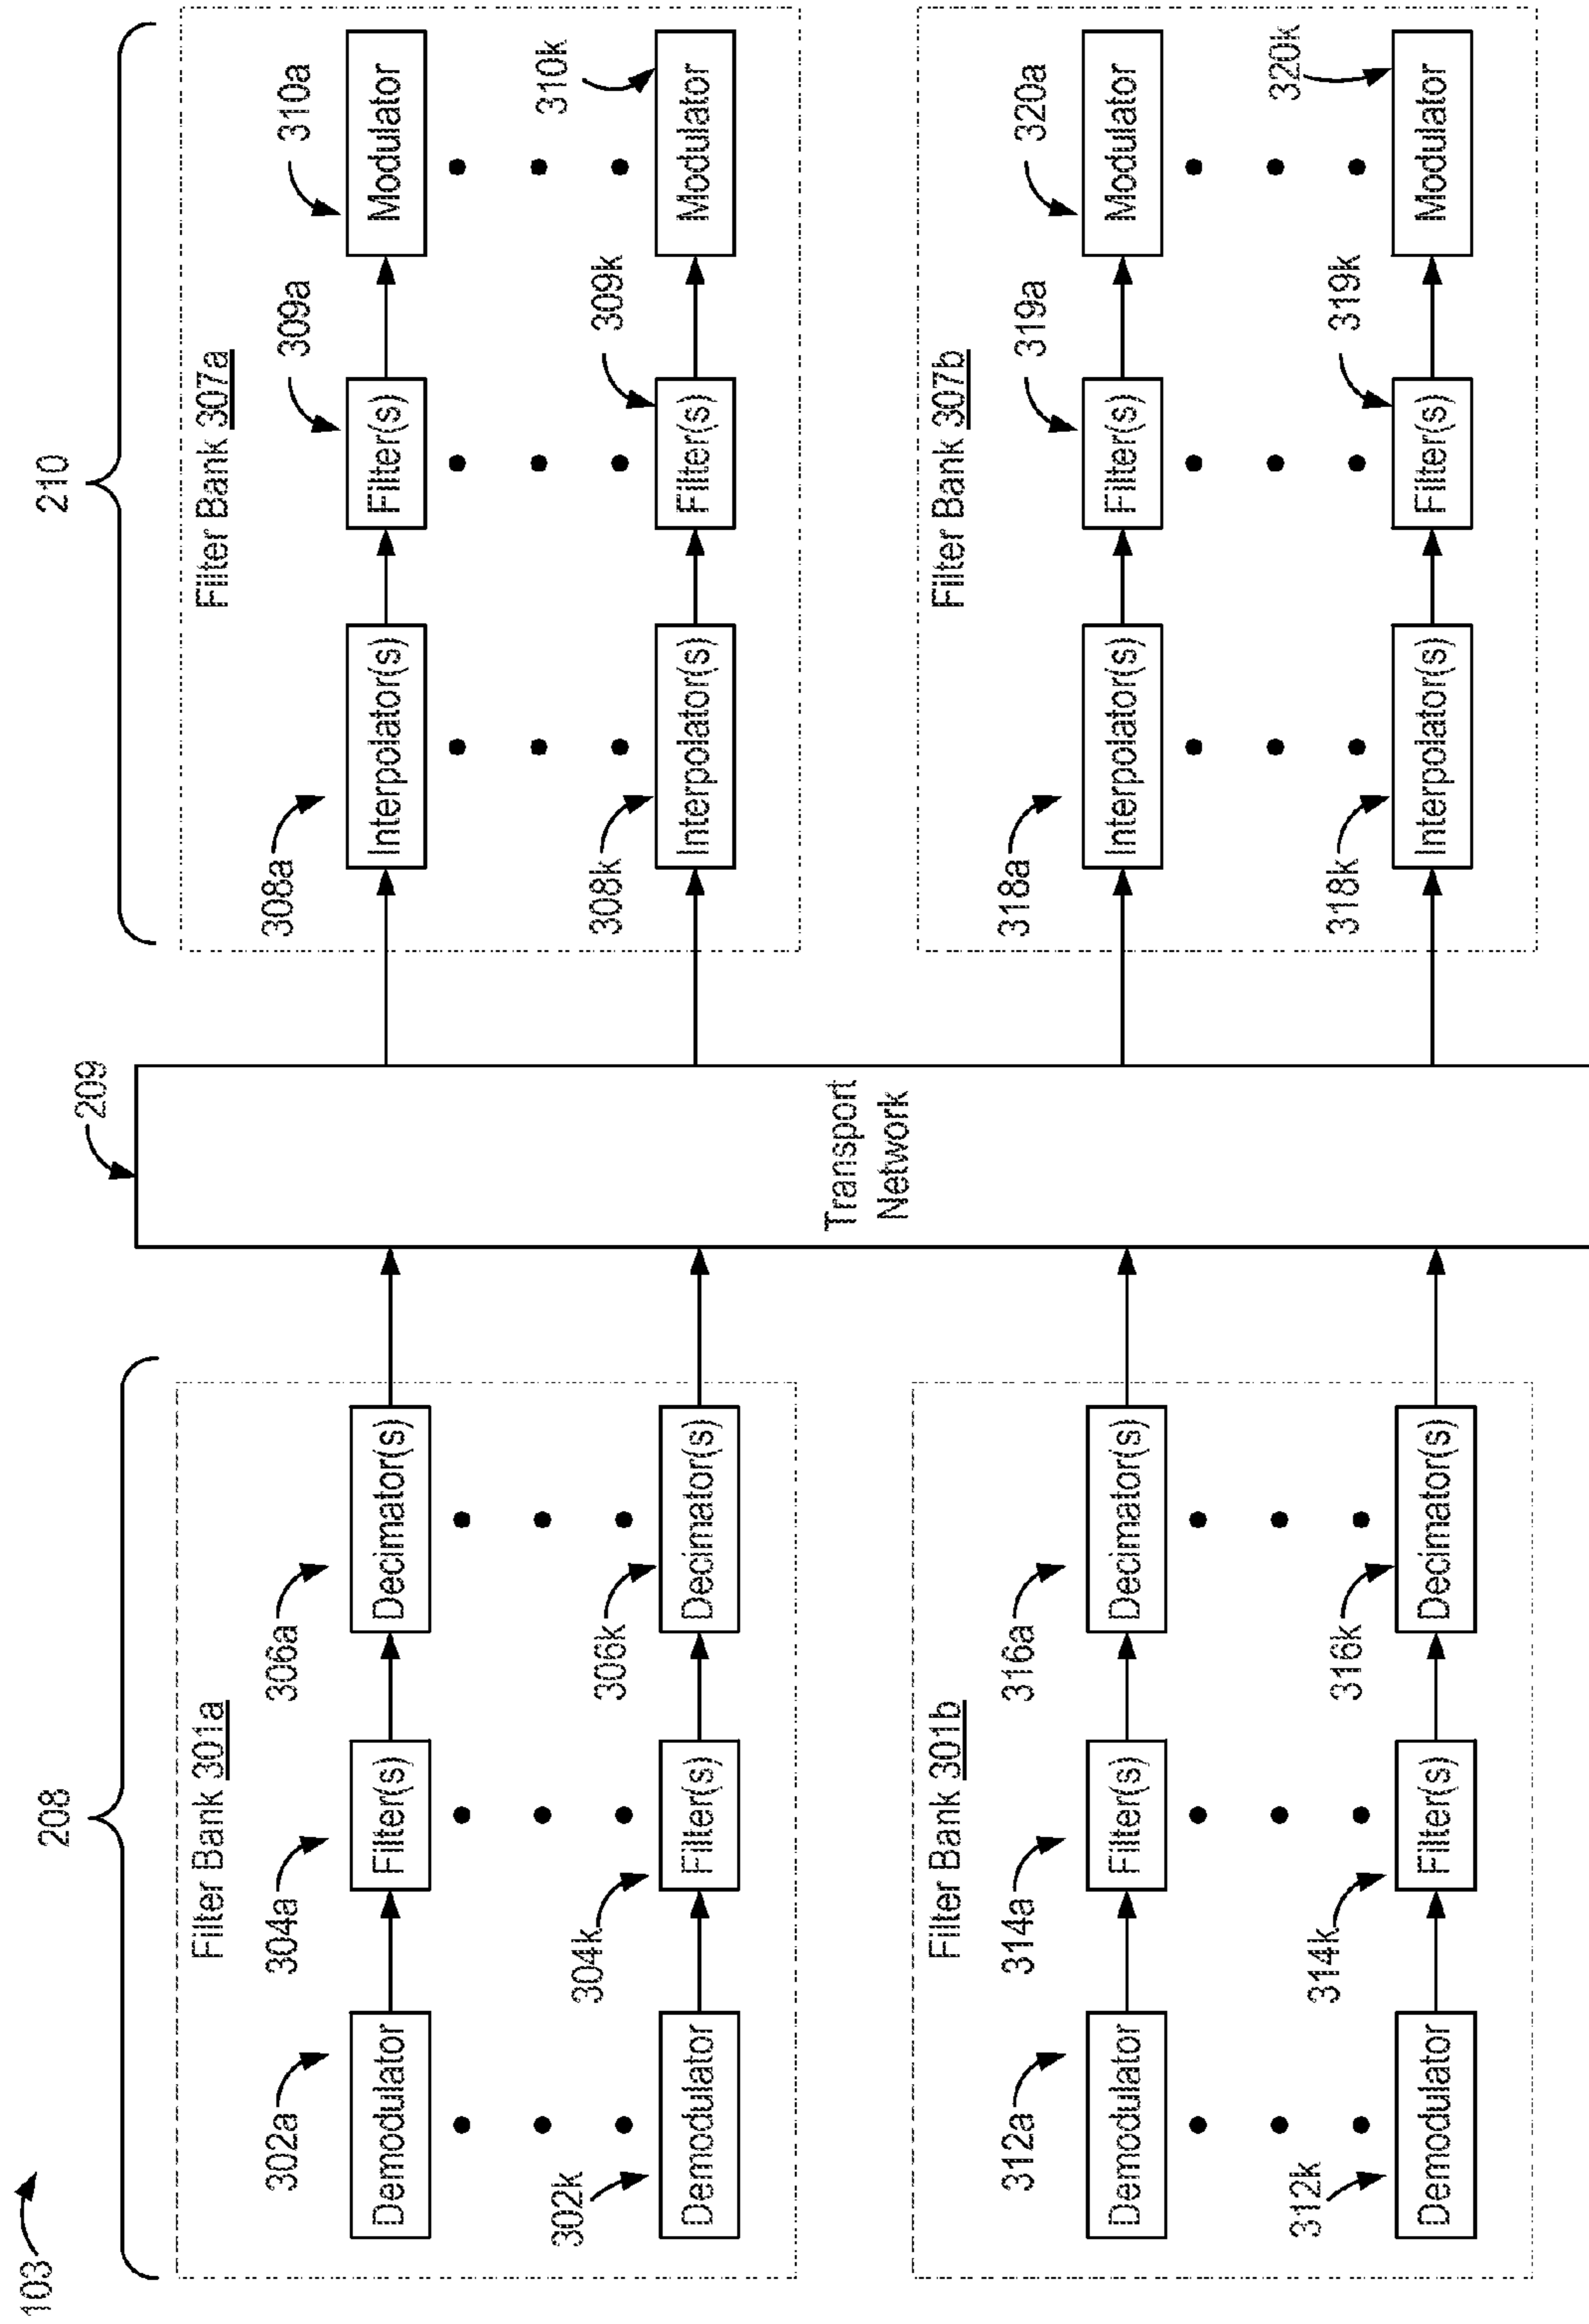 103
208
Filter Bank 301a
302a
304a
306a
Demodulator
Filter(s)
Decimator(s)
302k
304k
306k
Demodulator
Filter(s)
Decimator(s)
Filter Bank 301b
312a
314a
316a
Demodulator
Filter(s)
Decimator(s)
312k
314k
316k
Demodulator
Filter(s)
Decimator(s)
209
Transport
Network
210
Filter Bank 307a
308a
309a
310a
Interpolator(s)
Filter(s)
Modulator
308k
309k
310k
Interpolator(s)
Filter(s)
Modulator
Filter Bank 307b
318a
319a
320a
Interpolator(s)
Filter(s)
Modulator
318k
319k
320k
Interpolator(s)
Filter(s)
Modulator